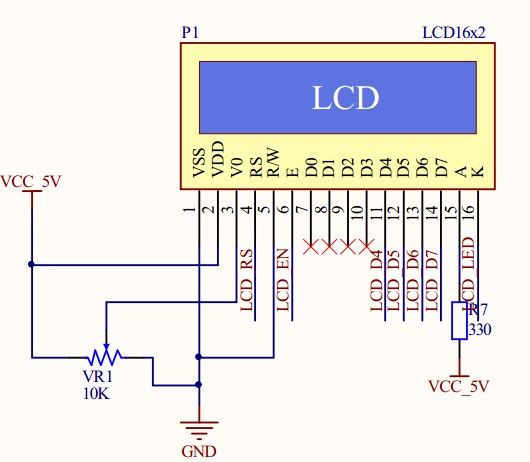 P1
LCD16x2
LCD
VSS
VDD
V0
RS
R/W
E
D0
D1
D2
D3
D4
D5
D6
D7
A
K
1
2
3
4
5
6
7
8
9
10
11
12
13
14
15
16
VCC_5V
LCD_RS
LCD_EN
LCD_D4
LCD_D5
LCD_D6
LCD_D7
LCD_LED
R7
330
VR1
10K
VCC_5V
GND